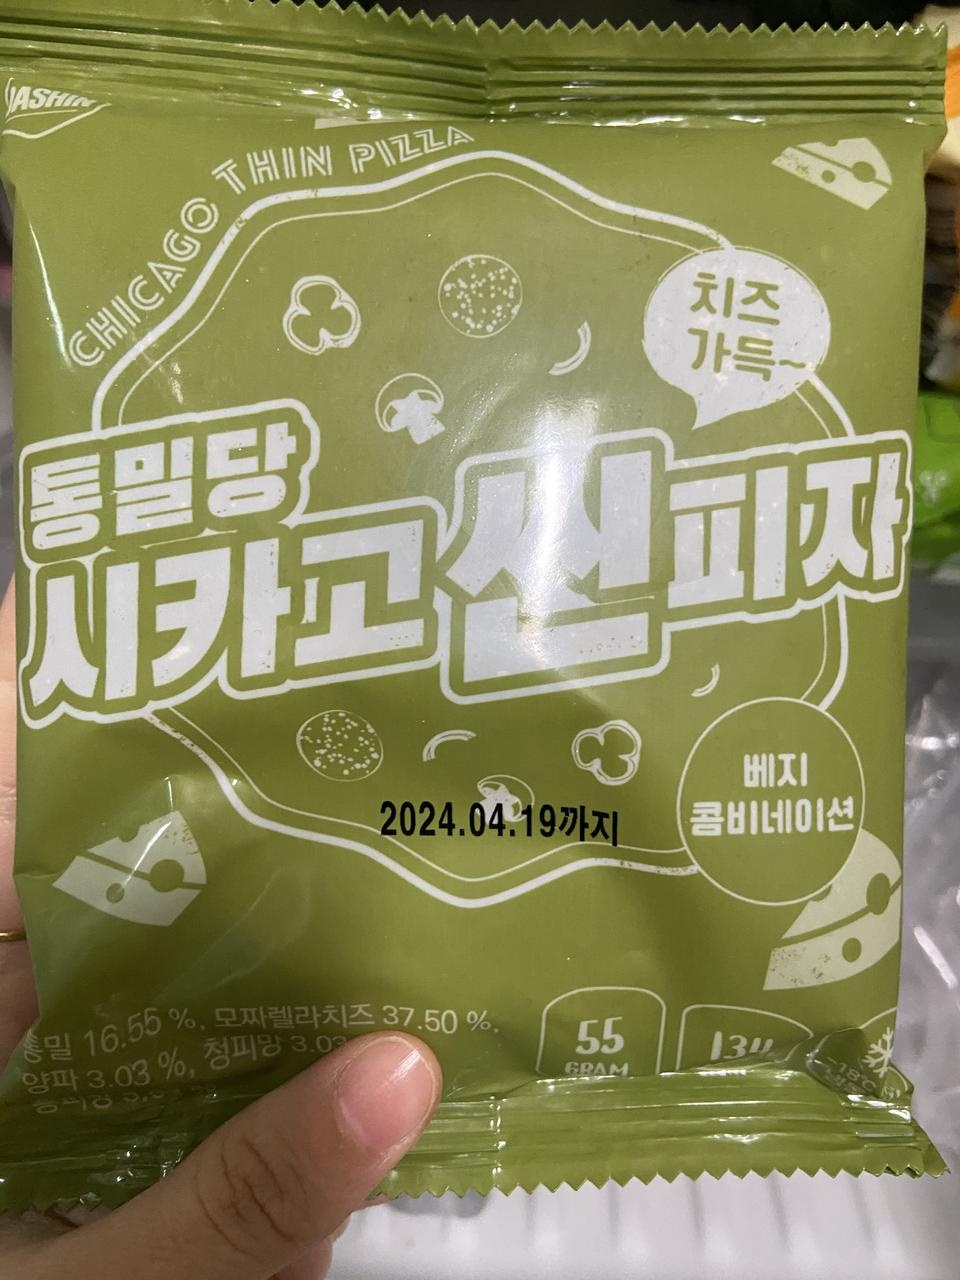 CHICAGO THIN PIZZA
치즈
가득~
통밀당
시카고씬피자
베지
콤비네이션
2024.04.19까지
통밀 16.55 %, 모짜렐라치즈 37.50 %,
양파 3.03 %, 청피망 3.03
55
GRAM